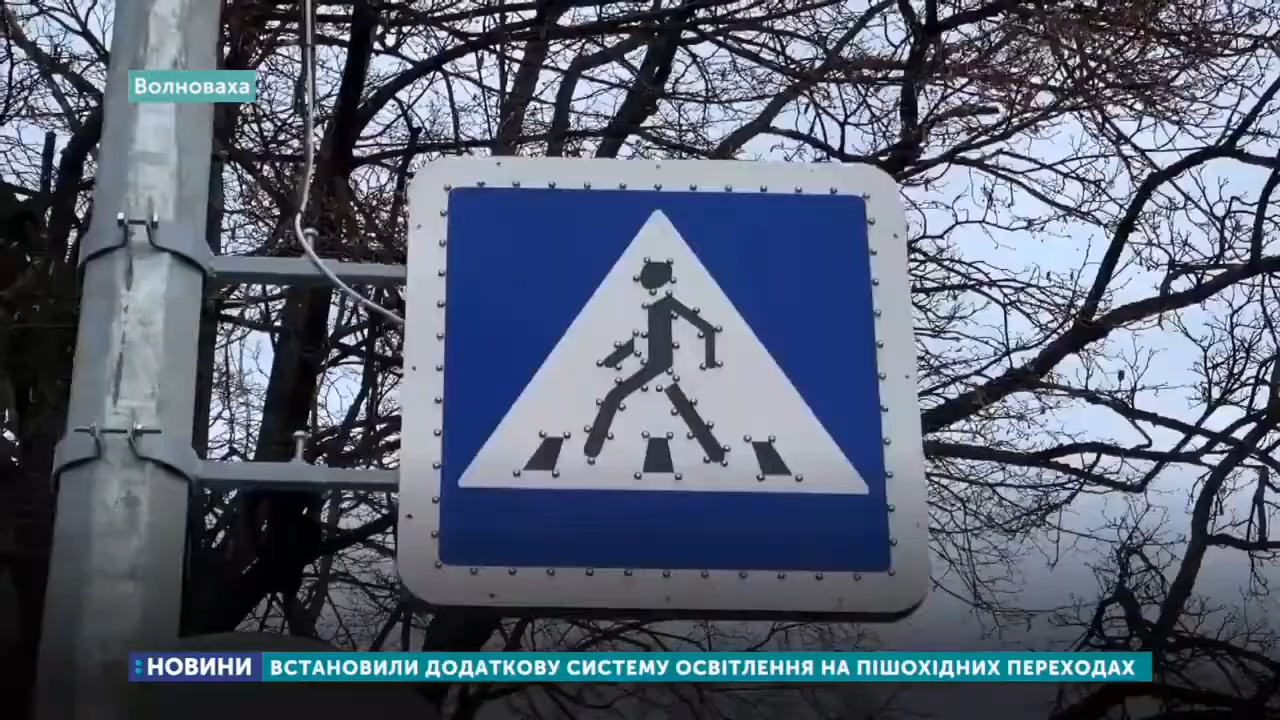 Волноваха
:НОВИНИ ВСТАНОВИЛИ ДОДАТКОВУ СИСТЕМУ ОСВІТЛЕННЯ НА ПІШОХІДНИХ ПЕРЕХОДАХ